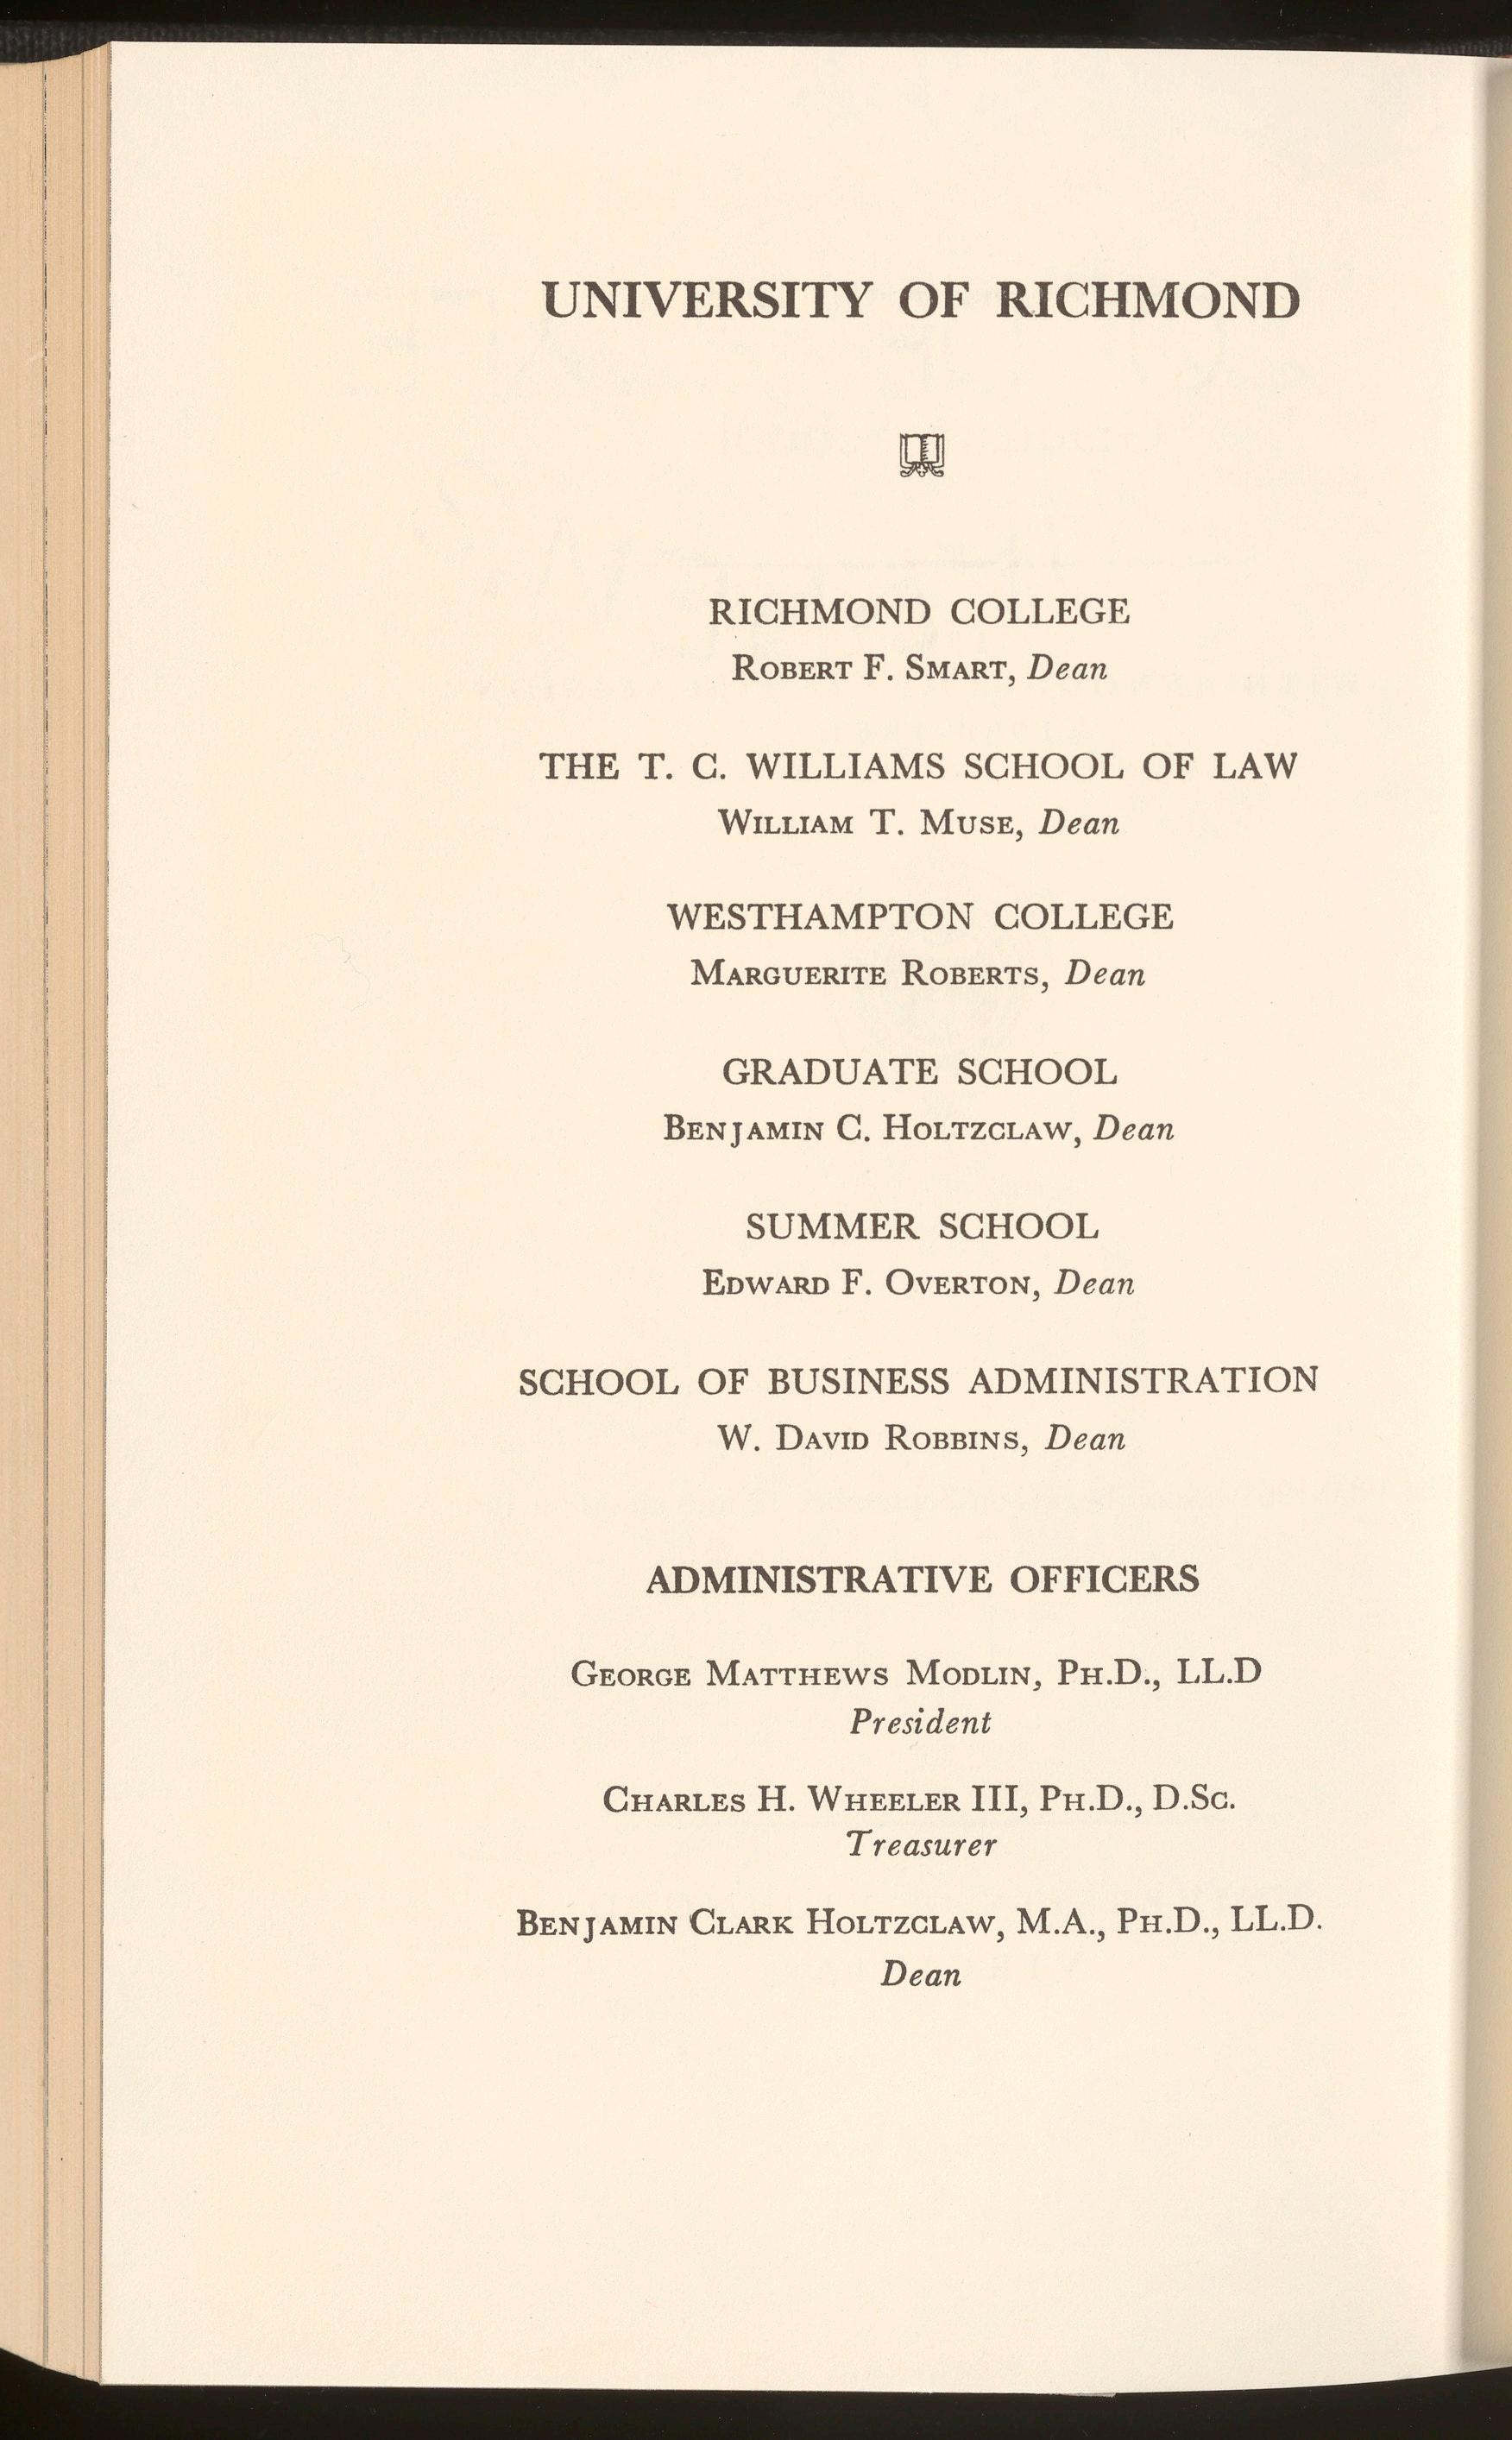 UNIVERSITY OF RICHMOND
RICHMOND COLLEGE
Robert F. Smart, Dean
THE T. C. WILLIAMS SCHOOL OF LAW
William T. Muse, Dean
WESTHAMPTON COLLEGE
Marguerite Roberts, Dean
GRADUATE SCHOOL
Benjamin C. Holtzclaw, Dean
SUMMER SCHOOL
Edward F. Overton, Dean
SCHOOL OF BUSINESS ADMINISTRATION
W. David Robbins, Dean
ADMINISTRATIVE OFFICERS
George Matthews Modlin, Ph.D., LL.D
President
Charles H. Wheeler III, Ph.D., D.Sc.
Treasurer
Benjamin Clark Holtzclaw, M.A., Ph.D., LL.D.
Dean